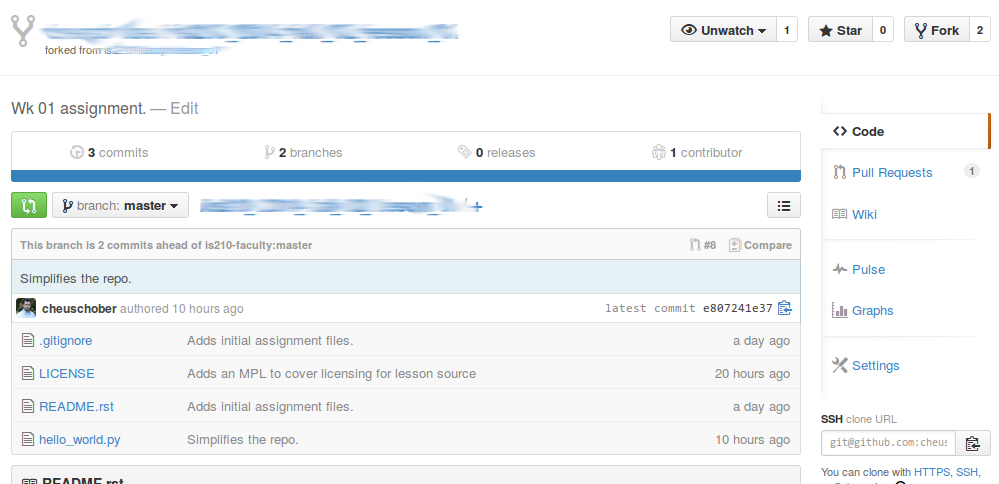 Unwatch 1 Star 0 Fork 2
forked from
Wk 01 assignment. — Edit
3 commits 2 branches 0 releases 1 contributor
branch: master / +
This branch is 2 commits ahead of is210-faculty:master #8 Compare
Simplifies the repo.
cheuschober authored 10 hours ago latest commit e807241e37
.gitignore Adds initial assignment files. a day ago
LICENSE Adds an MPL to cover licensing for lesson source 20 hours ago
README.rst Adds initial assignment files. a day ago
hello_world.py Simplifies the repo. 10 hours ago
README.rst
Code
Pull Requests 1
Wiki
Pulse
Graphs
Settings
SSH clone URL
git@github.com:cheus
You can clone with HTTPS, SSH,